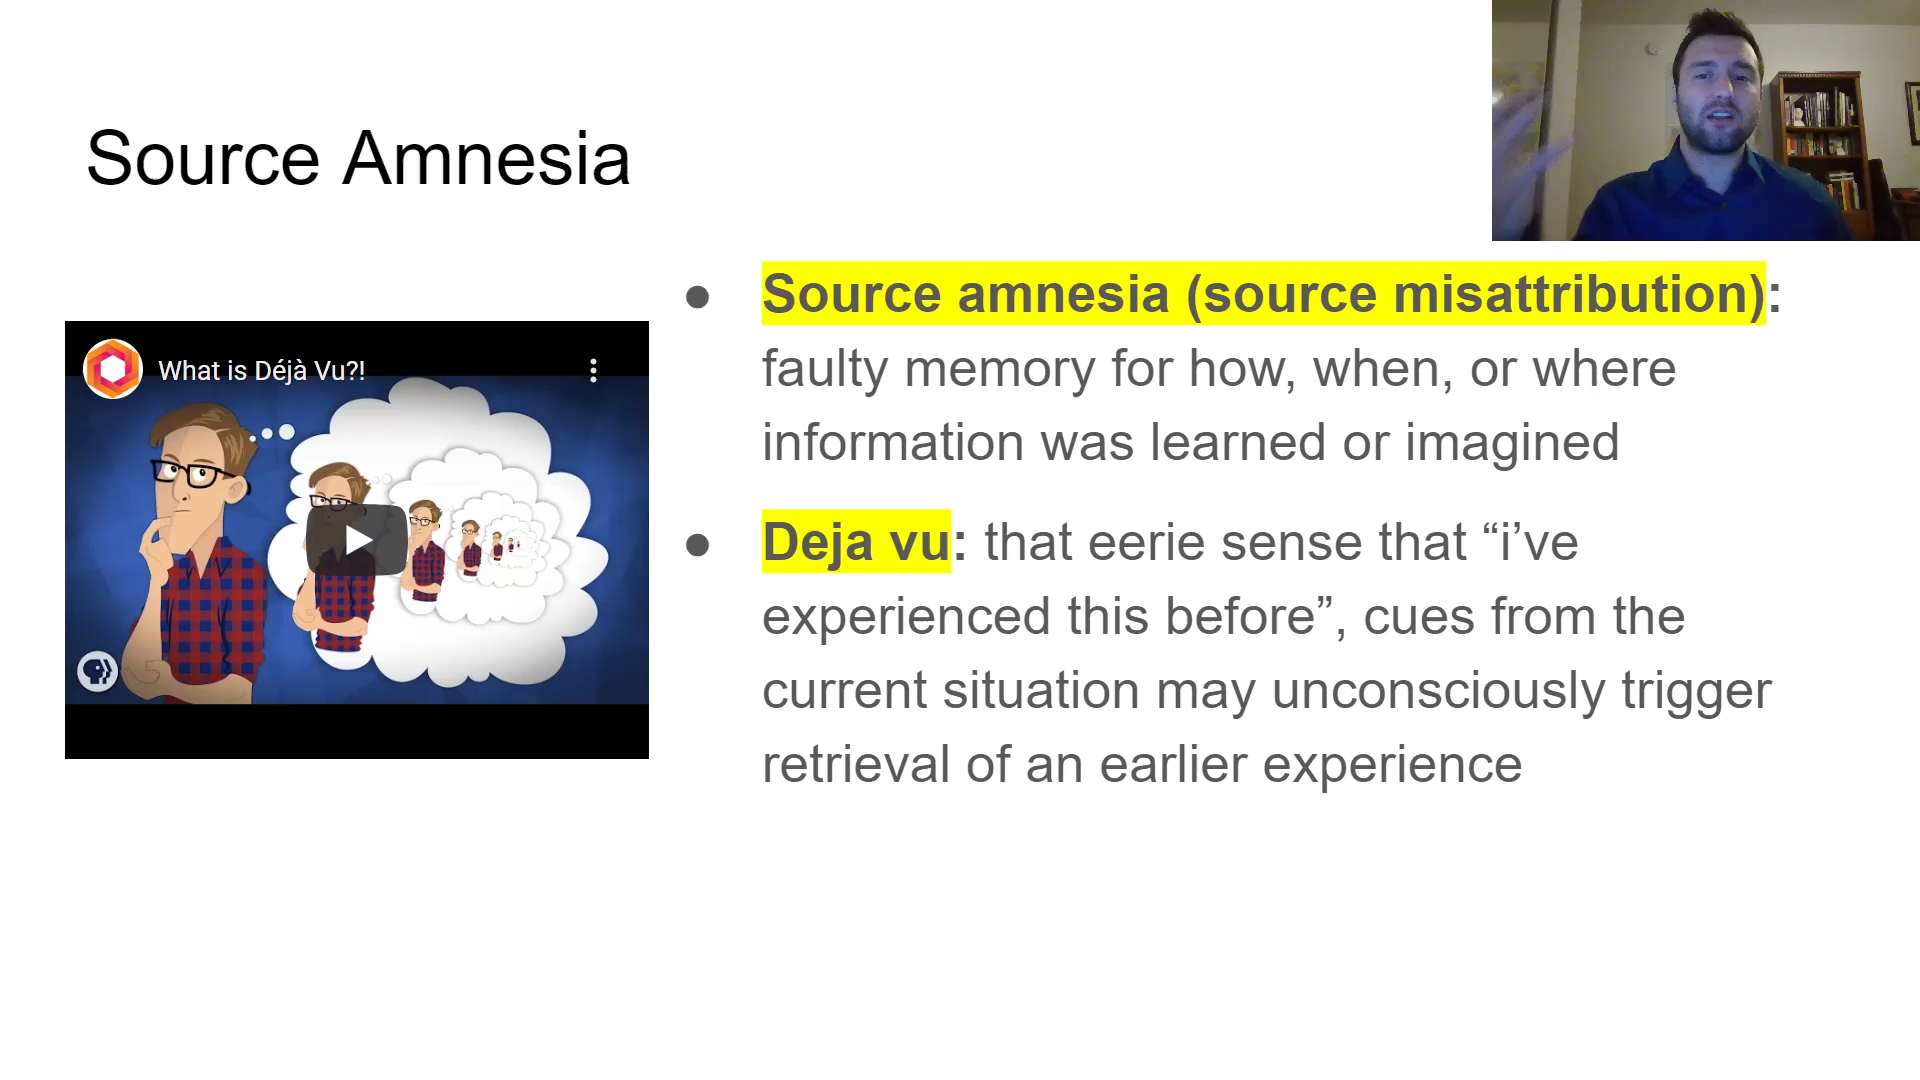 Source Amnesia
What is Déjà Vu?!
● Source amnesia (source misattribution):
faulty memory for how, when, or where
information was learned or imagined
● Deja vu: that eerie sense that “i’ve
experienced this before”, cues from the
current situation may unconsciously trigger
retrieval of an earlier experience